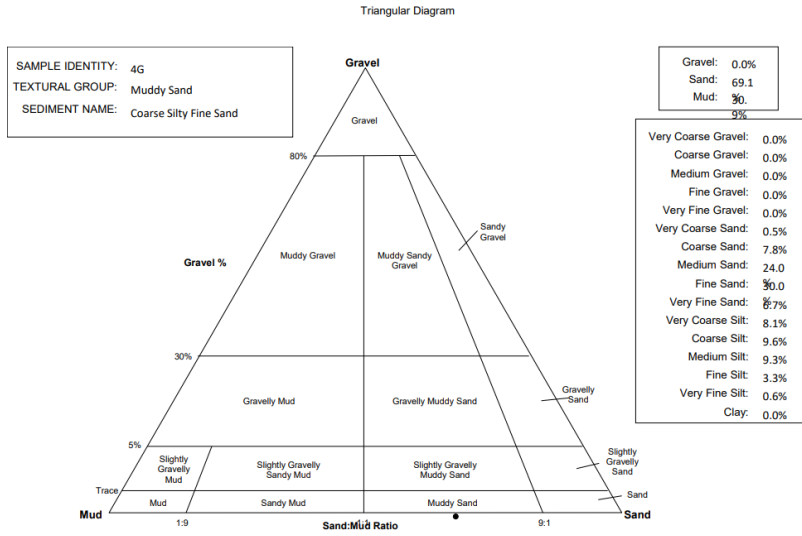 Triangular Diagram
SAMPLE IDENTITY: 4G
TEXTURAL GROUP: Muddy Sand
SEDIMENT NAME: Coarse Silty Fine Sand
Gravel: 0.0%
Sand: 69.1
%
Mud: 30.
9%
Gravel
Gravel
80%
Sandy
Gravel
Muddy Gravel
Muddy Sandy
Gravel
Gravel %
30%
Gravelly Mud
Gravelly Muddy Sand
Gravelly
Sand
5%
Slightly
Gravelly
Mud
Slightly Gravelly
Sandy Mud
Slightly Gravelly
Muddy Sand
Slightly
Gravelly
Sand
Trace
Mud
Sandy Mud
Muddy Sand
Sand
Mud
Sand
1:9
1:1
9:1
Sand:Mud Ratio
Very Coarse Gravel: 0.0%
Coarse Gravel: 0.0%
Medium Gravel: 0.0%
Fine Gravel: 0.0%
Very Fine Gravel: 0.0%
Very Coarse Sand: 0.5%
Coarse Sand: 7.8%
Medium Sand: 24.0
%
Fine Sand: 30.0
%
Very Fine Sand: 6.7%
Very Coarse Silt: 8.1%
Coarse Silt: 9.6%
Medium Silt: 9.3%
Fine Silt: 3.3%
Very Fine Silt: 0.6%
Clay: 0.0%